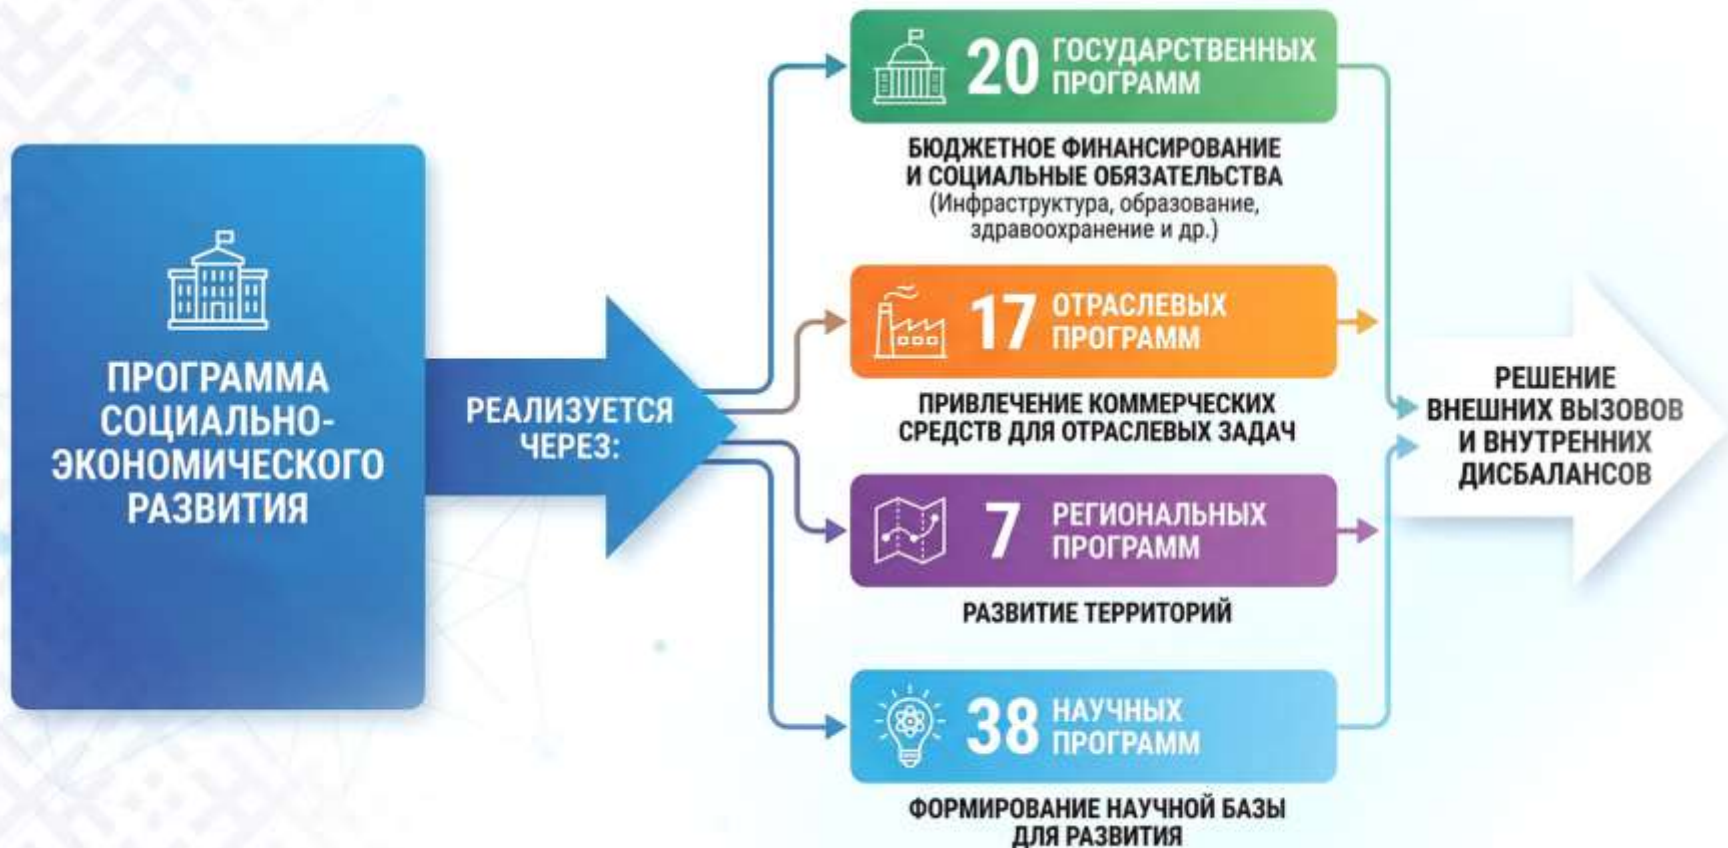 ПРОГРАММА
СОЦИАЛЬНО-
ЭКОНОМИЧЕСКОГО
РАЗВИТИЯ
РЕАЛИЗУЕТСЯ
ЧЕРЕЗ:
20 ГОСУДАРСТВЕННЫХ
ПРОГРАММ
БЮДЖЕТНОЕ ФИНАНСИРОВАНИЕ
И СОЦИАЛЬНЫЕ ОБЯЗАТЕЛЬСТВА
(Инфраструктура, образование,
здравоохранение и др.)
17 ОТРАСЛЕВЫХ
ПРОГРАММ
ПРИВЛЕЧЕНИЕ КОММЕРЧЕСКИХ
СРЕДСТВ ДЛЯ ОТРАСЛЕВЫХ ЗАДАЧ
7 РЕГИОНАЛЬНЫХ
ПРОГРАММ
РАЗВИТИЕ ТЕРРИТОРИЙ
38 НАУЧНЫХ
ПРОГРАММ
ФОРМИРОВАНИЕ НАУЧНОЙ БАЗЫ
ДЛЯ РАЗВИТИЯ
РЕШЕНИЕ
ВНЕШНИХ ВЫЗОВОВ
И ВНУТРЕННИХ
ДИСБАЛАНСОВ